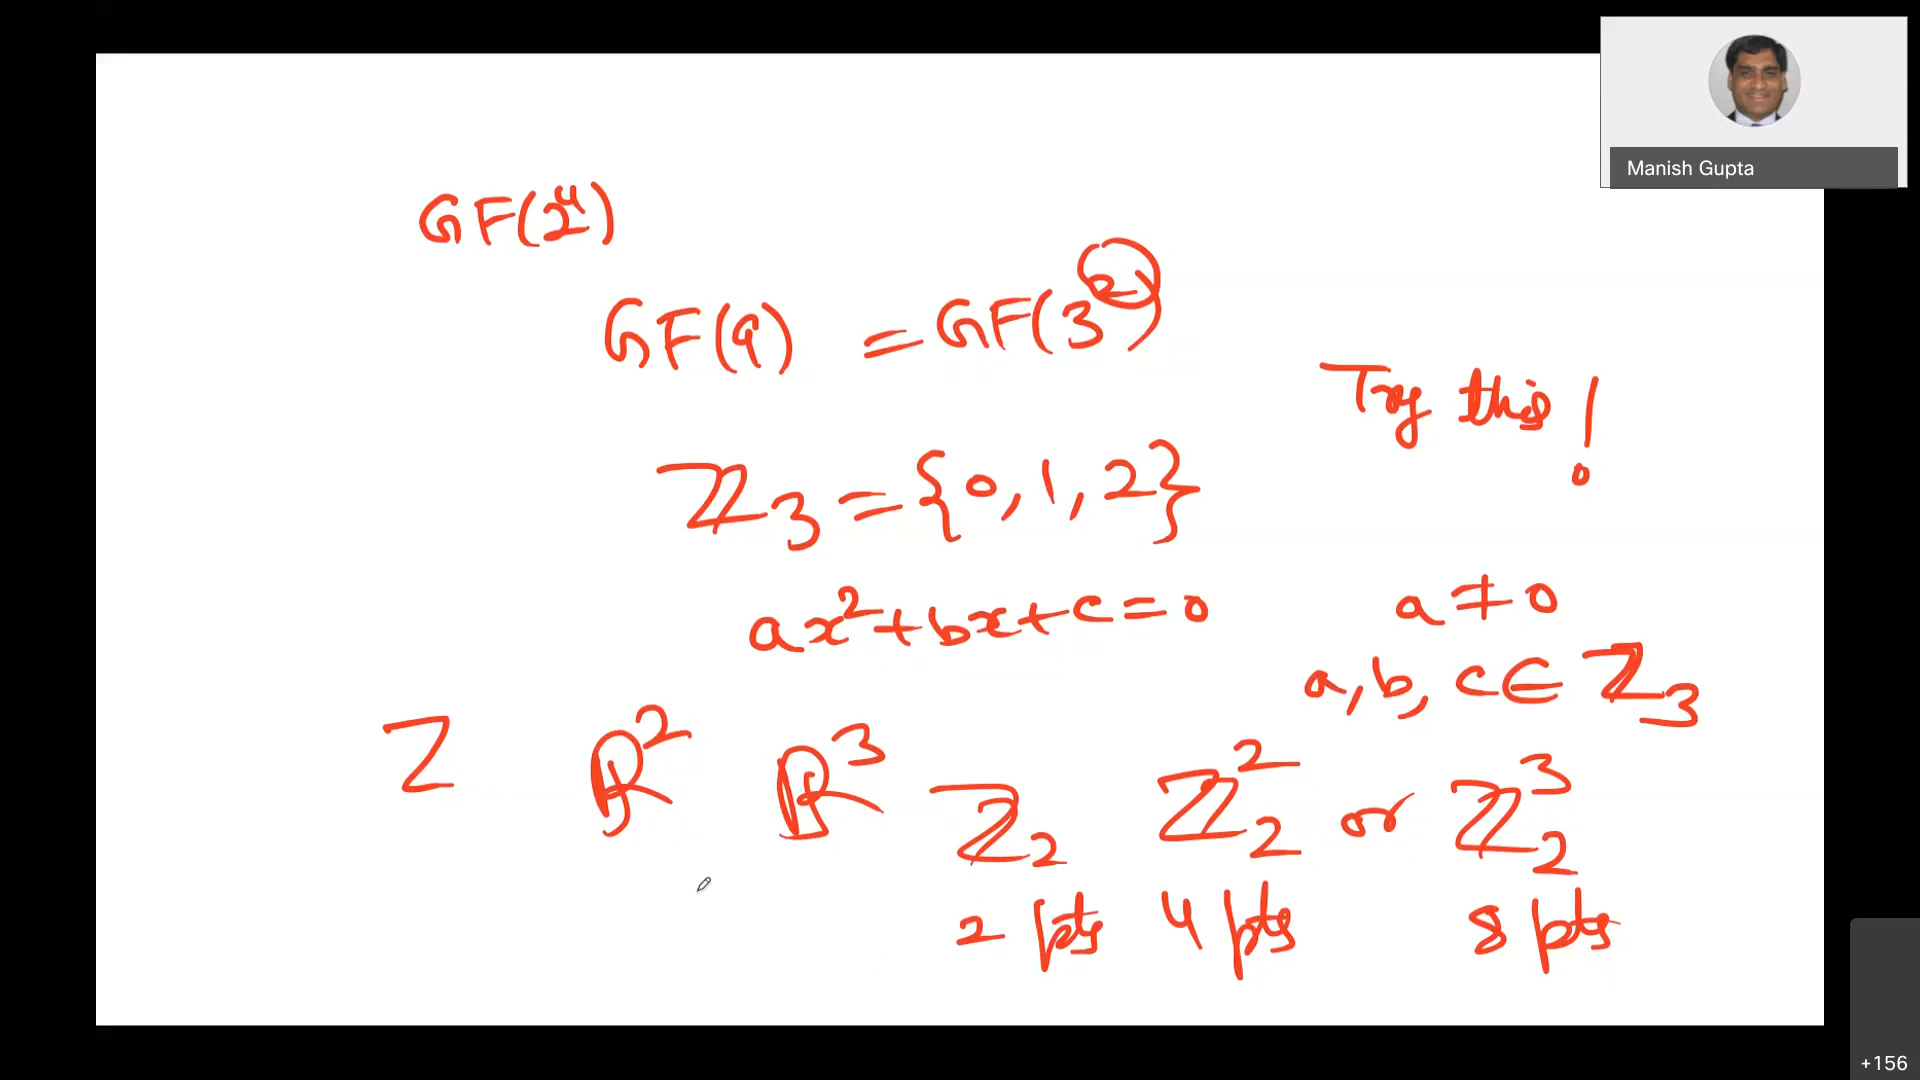 Manish Gupta
GF(2⁴)
GF(9) = GF(3²)
Try this!
ℤ₃ = {0, 1, 2}
ax² + bx + c = 0 a ≠ 0
a, b, c ∈ ℤ₃
Z ℝ² ℝ³ ℤ₂ ℤ₂² or ℤ₂³
2 pts 4 pts 8 pts
+156